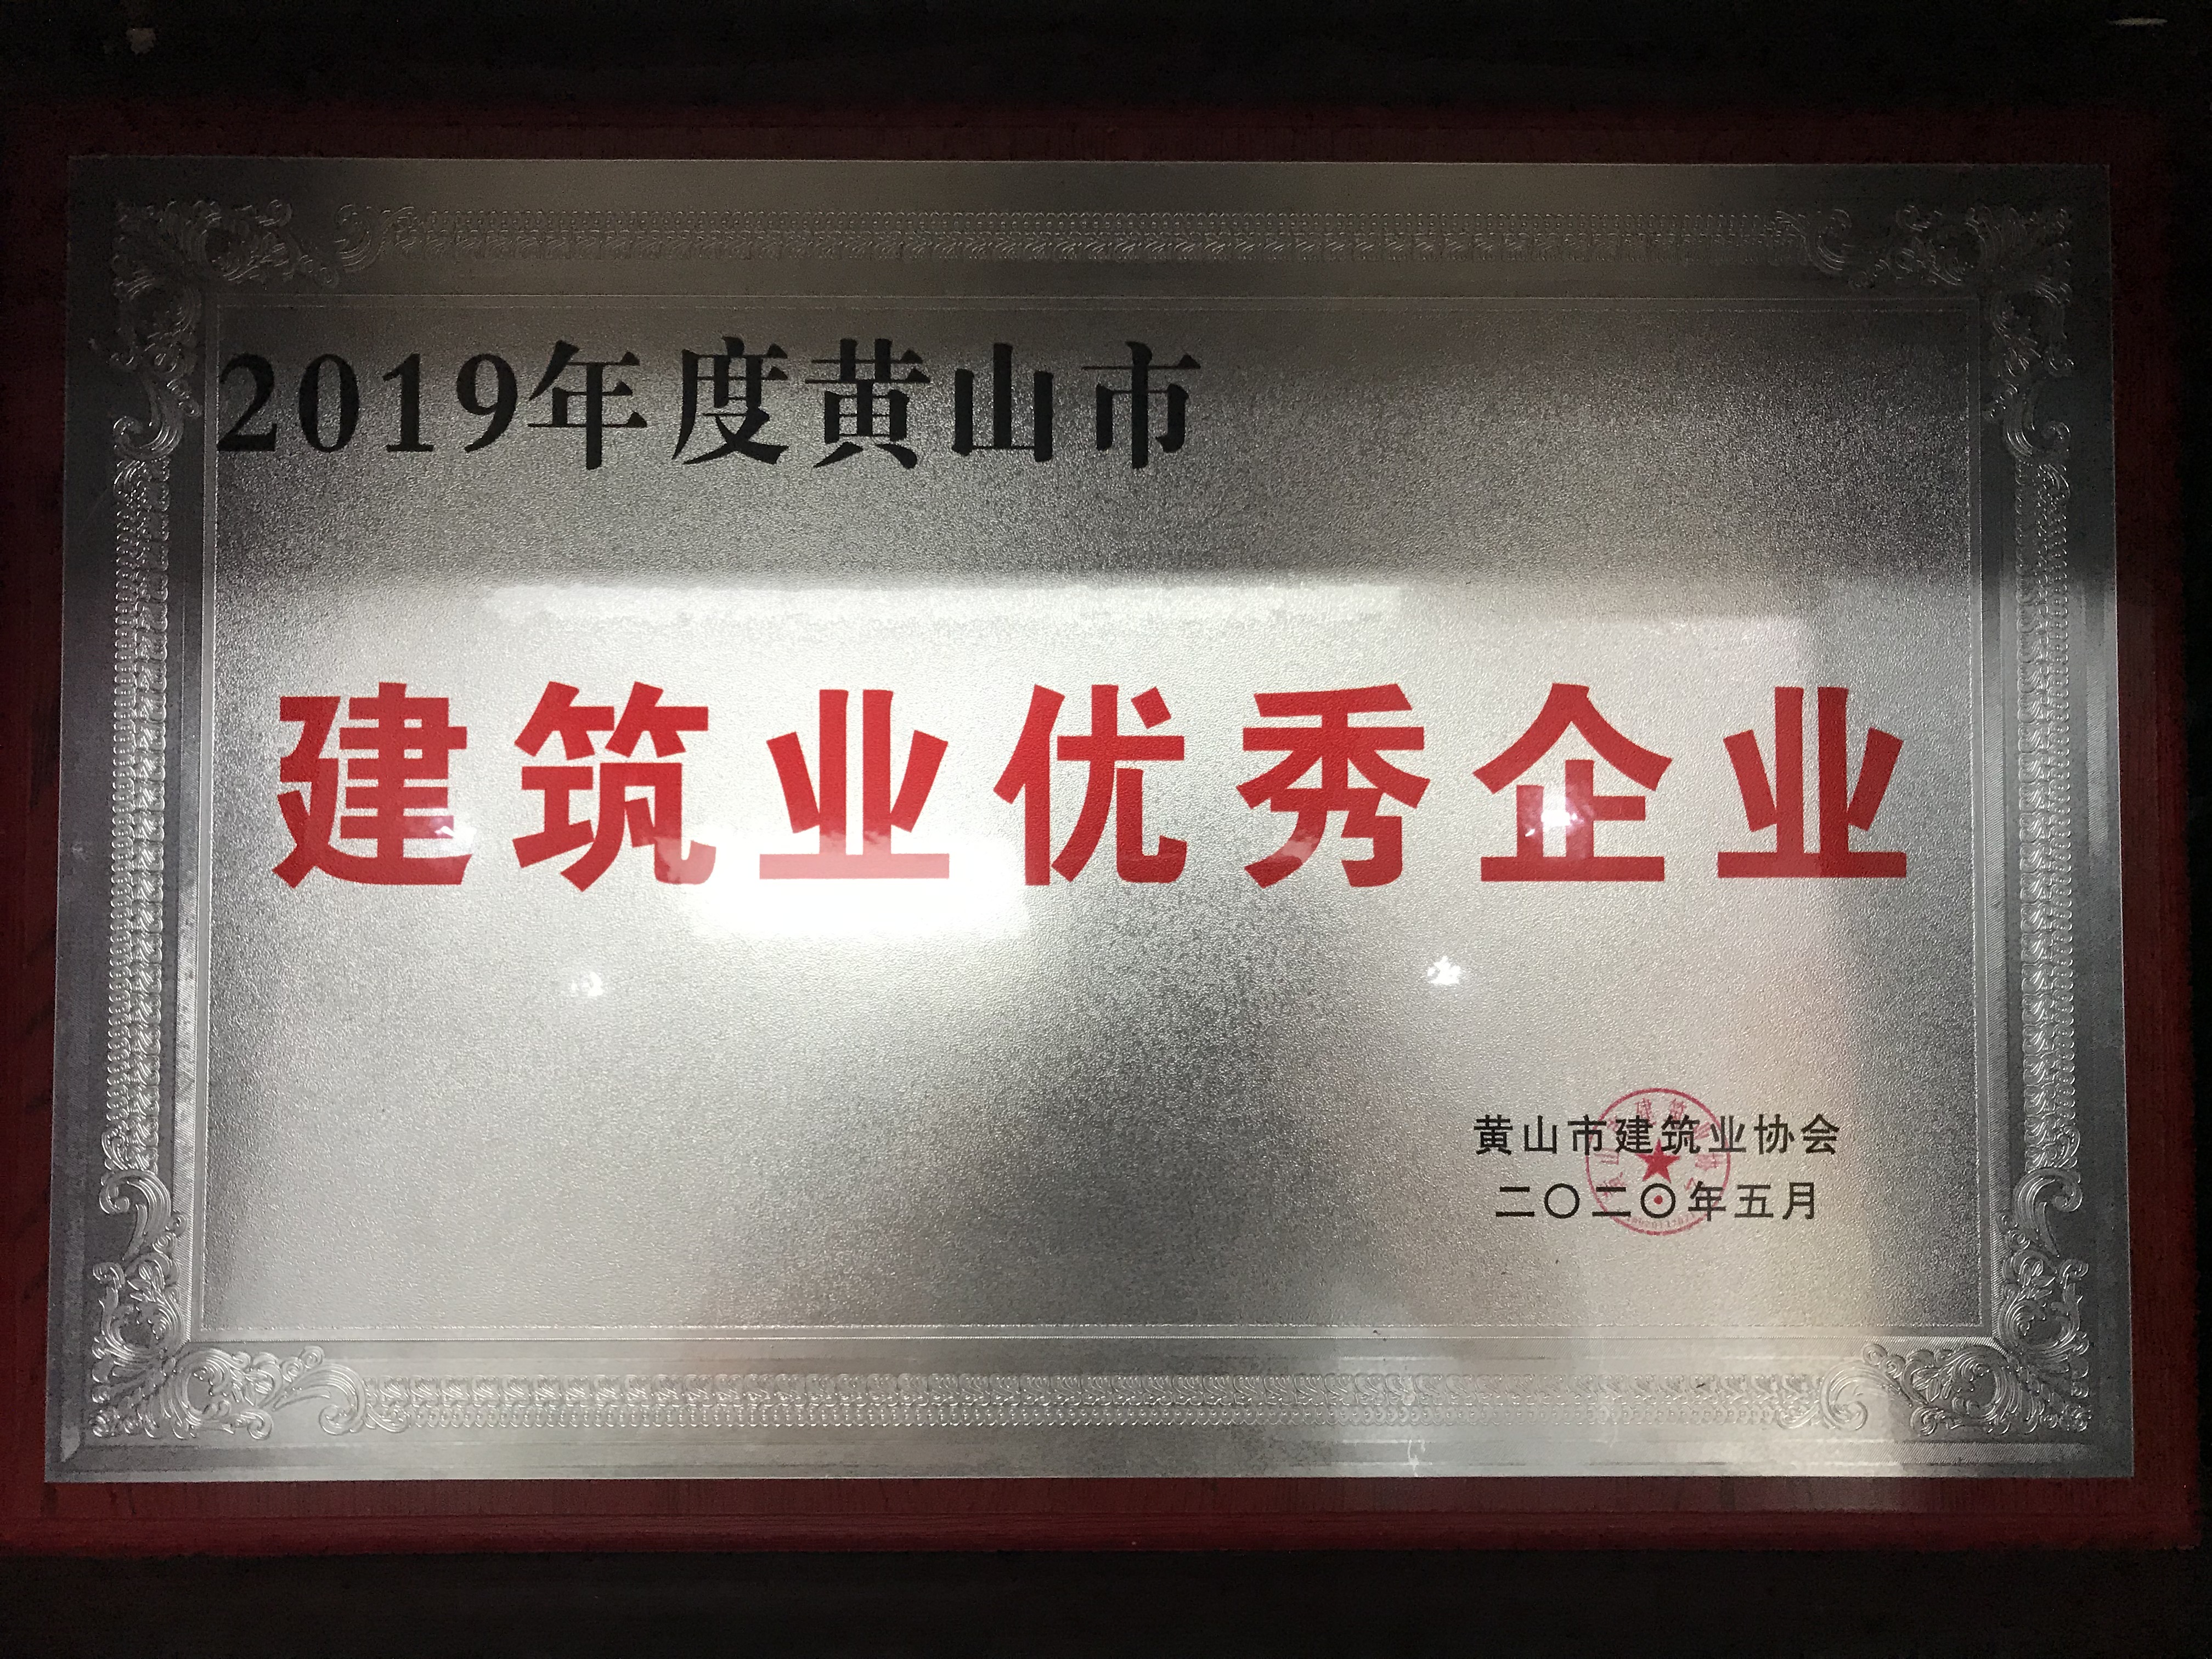 2019年度黄山市
建筑业优秀企业
黄山市建筑业协会
二〇二〇年五月